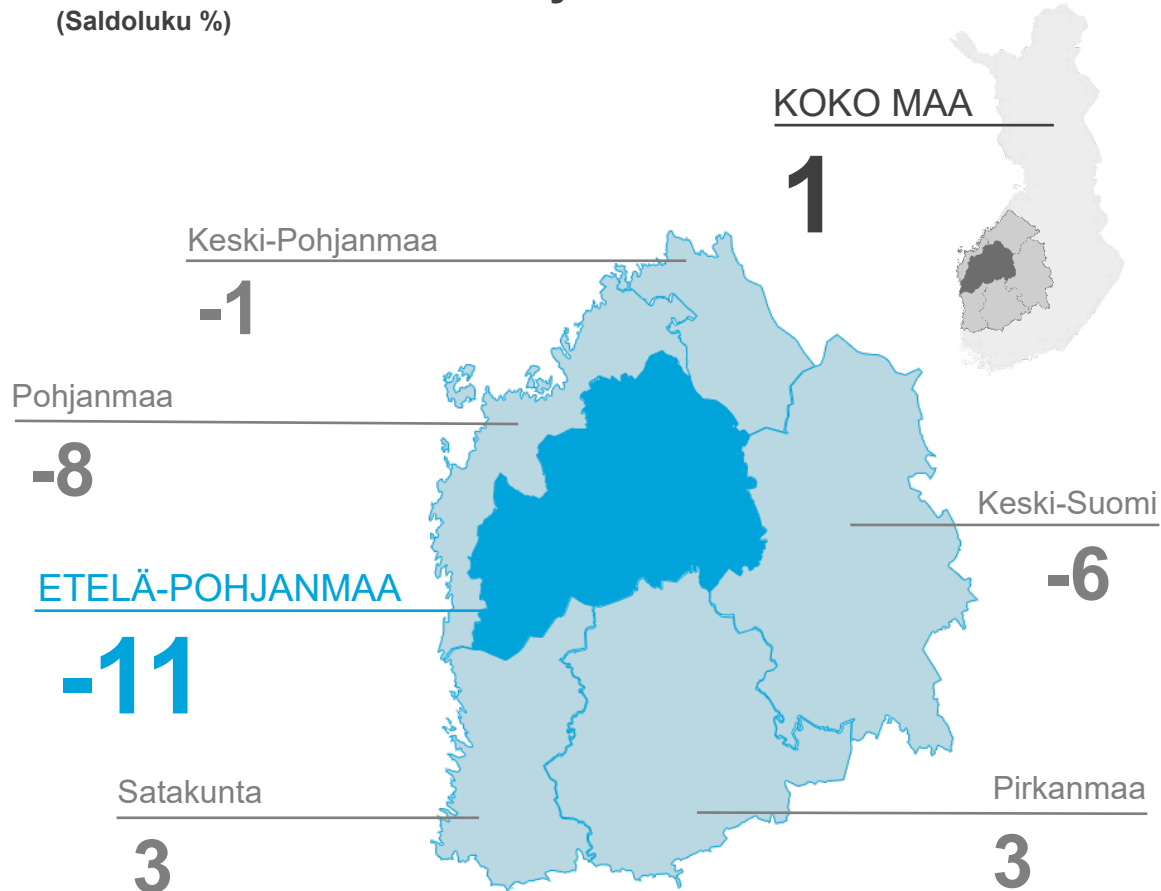 (Saldoluku %)
KOKO MAA
1
Keski-Pohjanmaa
-1
Pohjanmaa
-8
Keski-Suomi
-6
ETELÄ-POHJANMAA
-11
Satakunta
3
Pirkanmaa
3